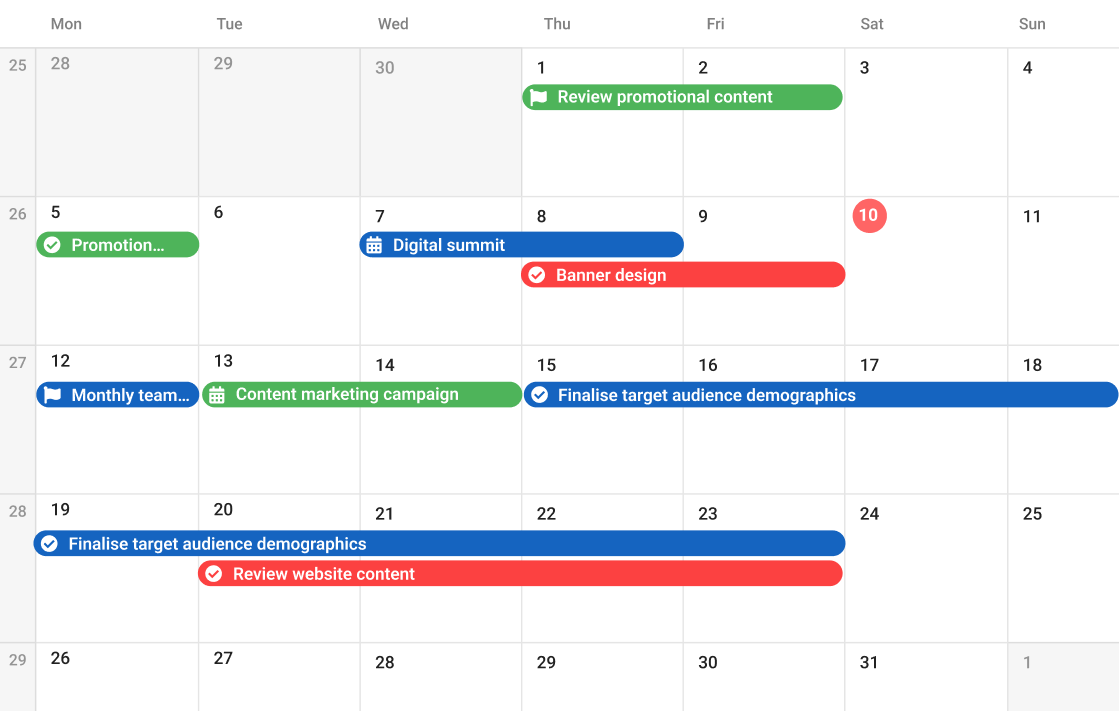 Mon Tue Wed Thu Fri Sat Sun
25 28 29 30 1 2 3 4
Review promotional content
26 5 6 7 8 9 10 11
Promotion... Digital summit
Banner design
27 12 13 14 15 16 17 18
Monthly team... Content marketing campaign Finalise target audience demographics
28 19 20 21 22 23 24 25
Finalise target audience demographics
Review website content
29 26 27 28 29 30 31 1